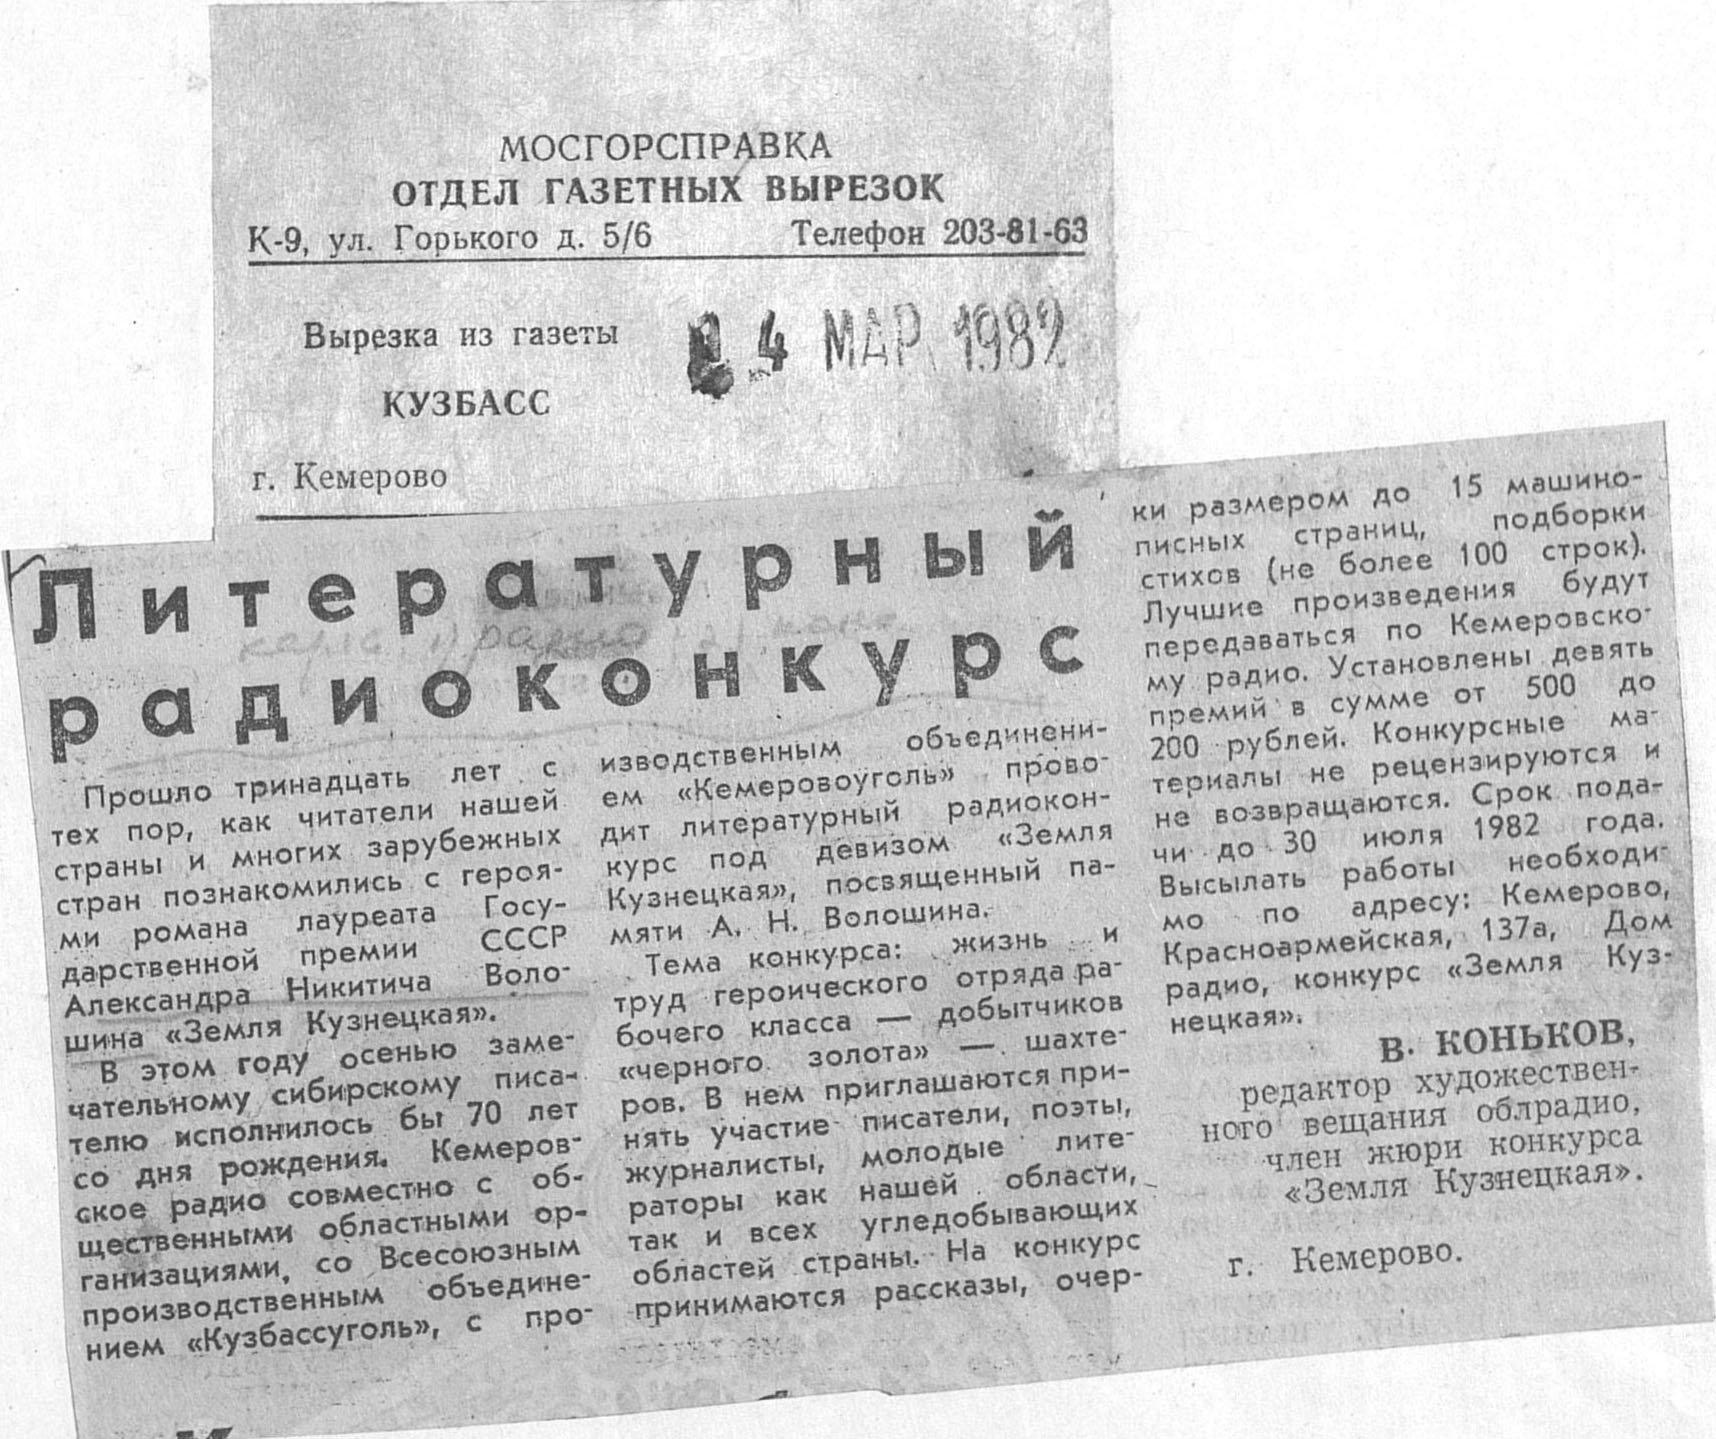 МОСГОРСПРАВКА
ОТДЕЛ ГАЗЕТНЫХ ВЫРЕЗОК
К-9, ул. Горького д. 5/6 Телефон 203-81-63
Вырезка из газеты
4 МАР 1982
КУЗБАСС
г. Кемерово
Литературный
радиоконкурс
Прошло тринадцать лет с
тех пор, как читатели нашей
страны и многих зарубежных
стран познакомились с героя-
ми романа лауреата Госу-
дарственной премии СССР
Александра Никитича Воло-
шина «Земля Кузнецкая».
В этом году осенью заме-
чательному сибирскому писа-
телю исполнилось бы 70 лет
со дня рождения. Кемеров-
ское радио совместно с об-
щественными областными ор-
ганизациями, со Всесоюзным
производственным объедине-
нием «Кузбассуголь», с про-
изводственным объединени-
ем «Кемеровоуголь» прово-
дит литературный радиокон-
курс под девизом «Земля
Кузнецкая», посвященный па-
мяти А. Н. Волошина.
Тема конкурса: жизнь и
труд героического отряда ра-
бочего класса — добытчиков
«черного золота» — шахте-
ров. В нем приглашаются при-
нять участие писатели, поэты,
журналисты, молодые лите-
раторы как нашей области,
так и всех угледобывающих
областей страны. На конкурс
принимаются рассказы, очер-
ки размером до 15 машино-
писных страниц, подборки
стихов (не более 100 строк).
Лучшие произведения будут
передаваться по Кемеровско-
му радио. Установлены девять
премий в сумме от 500 до
200 рублей. Конкурсные ма-
териалы не рецензируются и
не возвращаются. Срок пода-
чи до 30 июля 1982 года.
Высылать работы необходи-
мо по адресу: Кемерово,
Красноармейская, 137а, Дом
радио, конкурс «Земля Куз-
нецкая».
В. КОНЬКОВ,
редактор художествен-
ного вещания облрадио,
член жюри конкурса
«Земля Кузнецкая».
г. Кемерово.